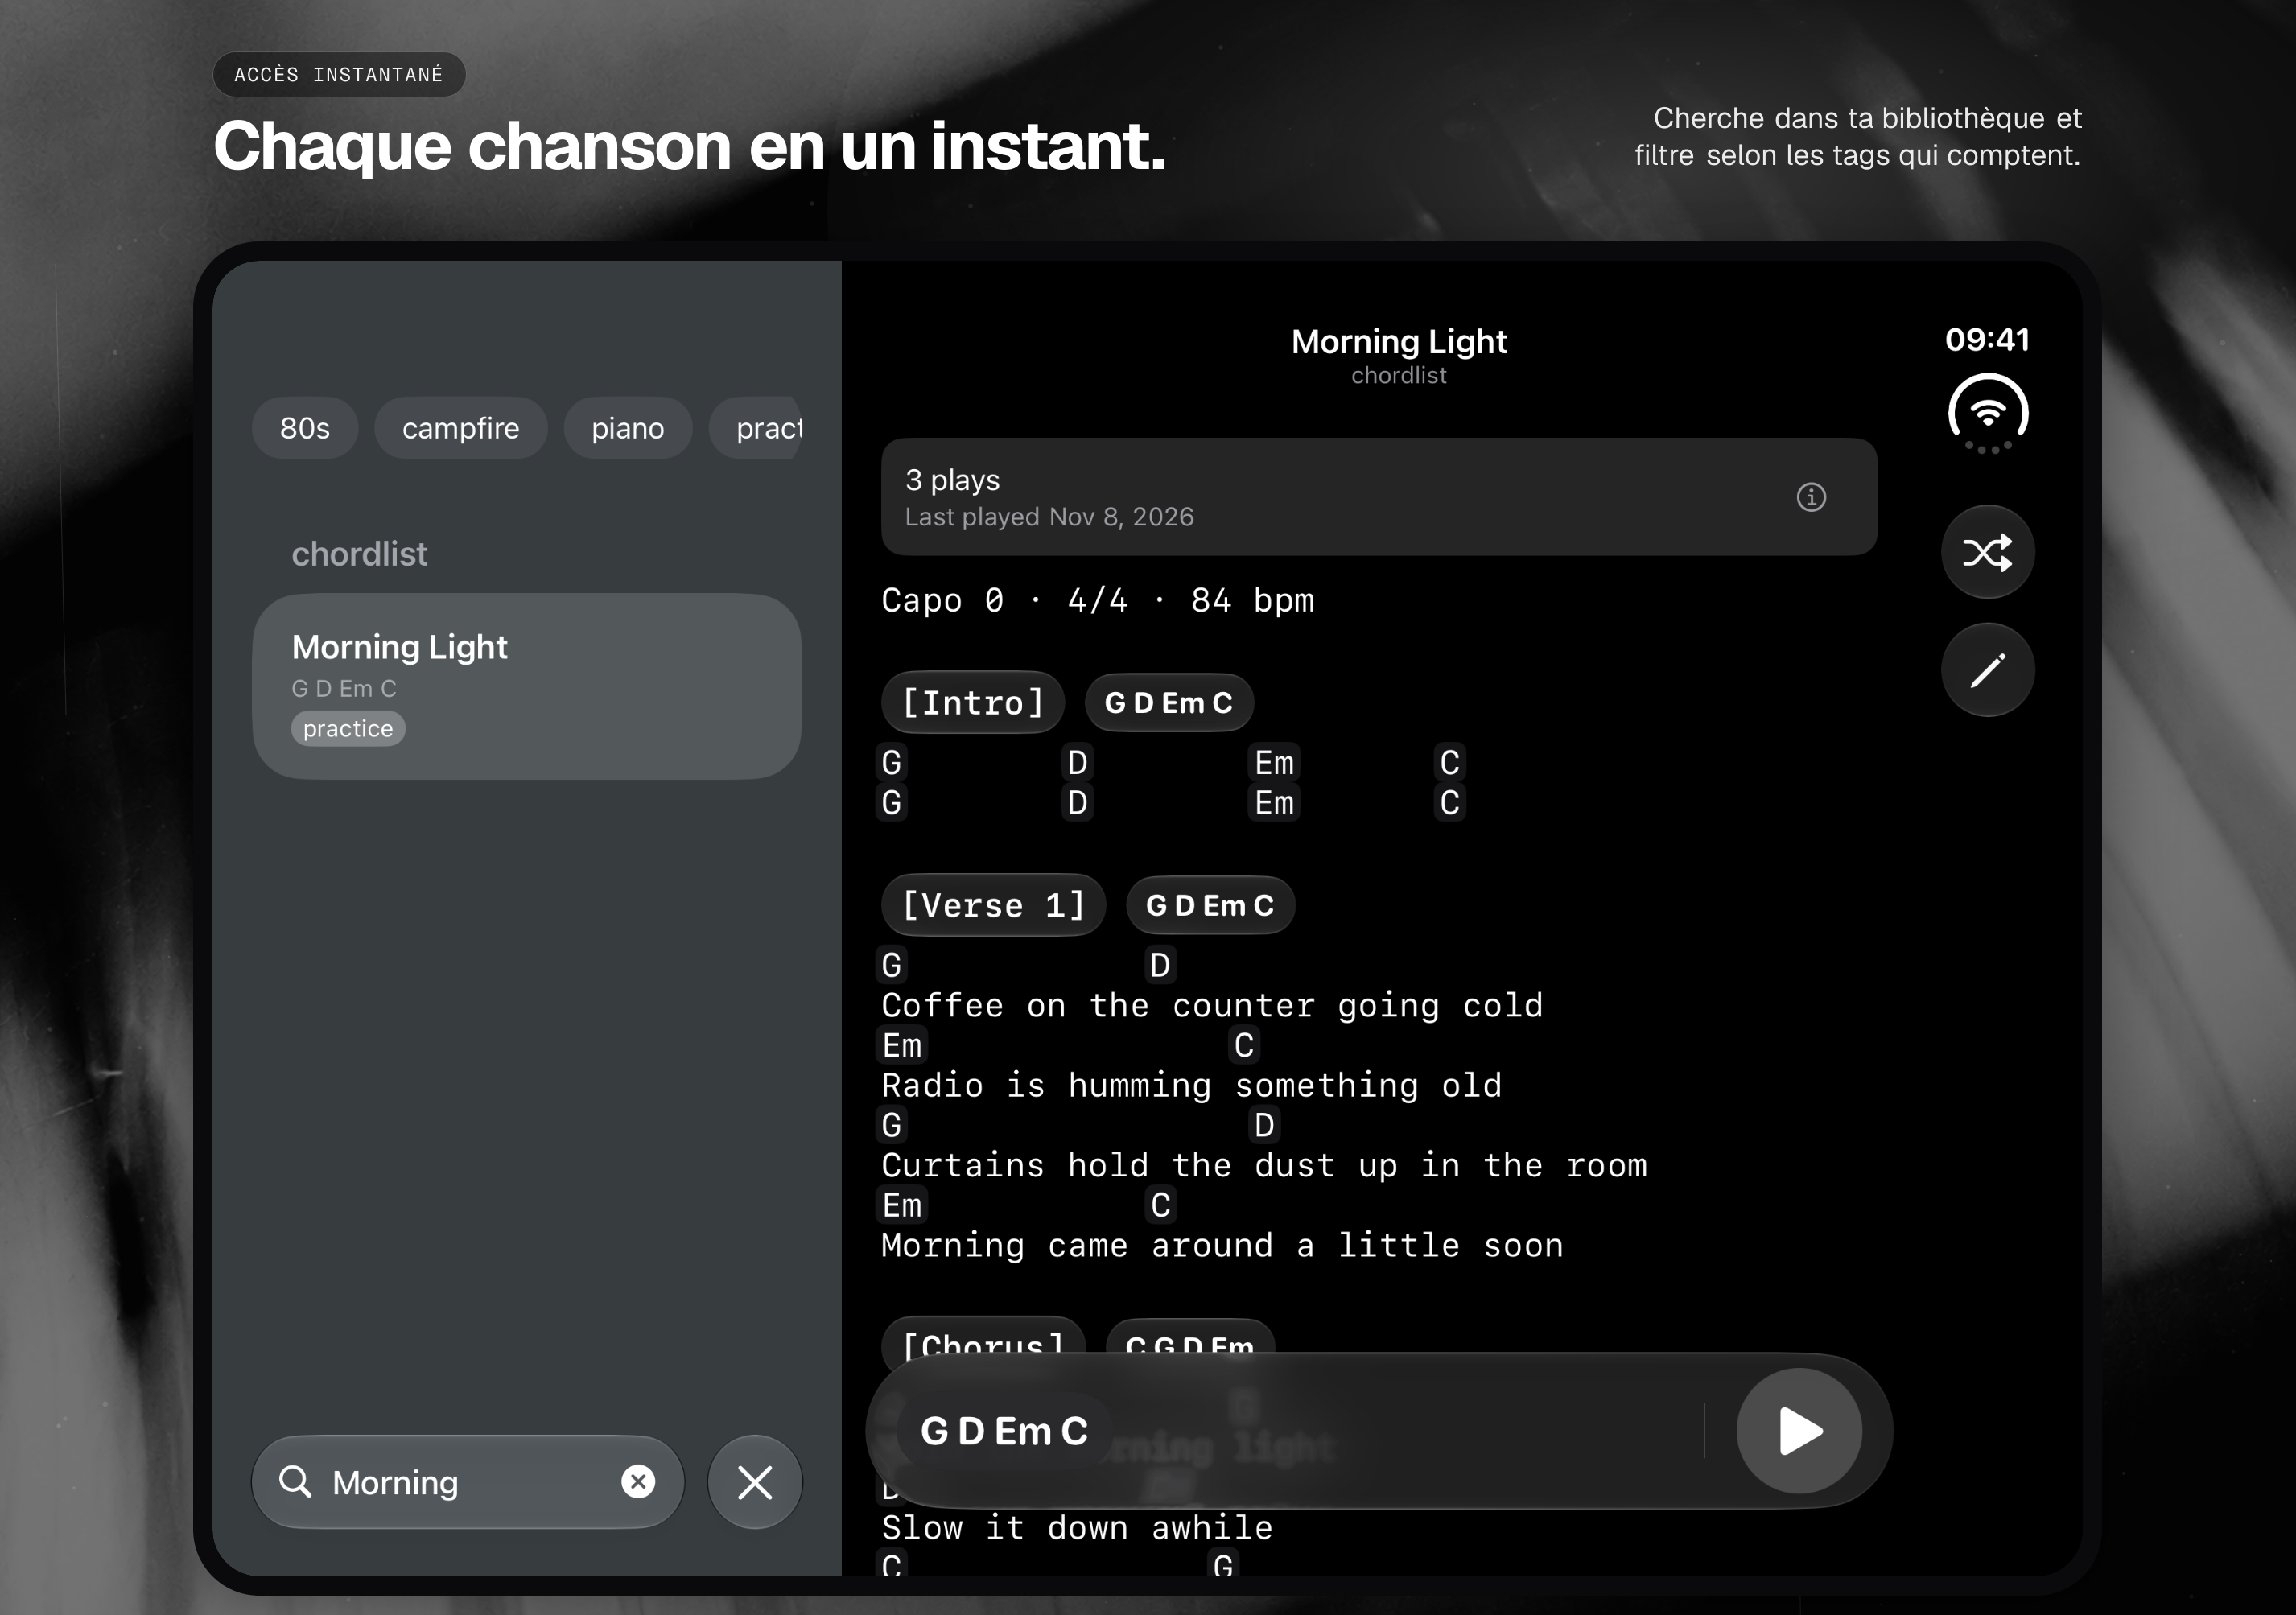 ACCÈS INSTANTANÉ
Chaque chanson en un instant.
Cherche dans ta bibliothèque et
filtre selon les tags qui comptent.
80s campfire piano
chordlist
Morning Light
G D Em C
practice
Morning
Morning Light
chordlist
09:41
3 plays
Last played Nov 8, 2026
Capo 0 · 4/4 · 84 bpm
[Intro] G D Em C
G D Em C
G D Em C
[Verse 1] G D Em C
G D
Coffee on the counter going cold
Em C
Radio is humming something old
G D
Curtains hold the dust up in the room
Em C
Morning came around a little soon
[Chorus] C G D Em
G D Em C
Slow it down awhile
C G